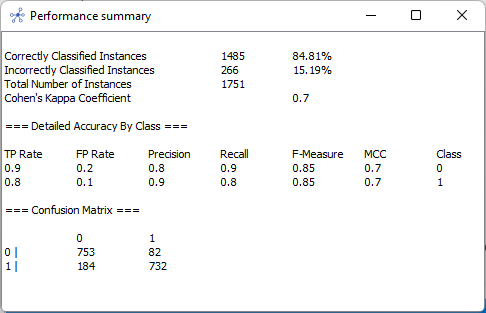 Performance summary
Correctly Classified Instances 1485 84.81%
Incorrectly Classified Instances 266 15.19%
Total Number of Instances 1751
Cohen's Kappa Coefficient 0.7
=== Detailed Accuracy By Class ===
TP Rate FP Rate Precision Recall F-Measure MCC Class
0.9 0.2 0.8 0.9 0.85 0.7 0
0.8 0.1 0.9 0.8 0.85 0.7 1
=== Confusion Matrix ===
0 1
0 | 753 82
1 | 184 732